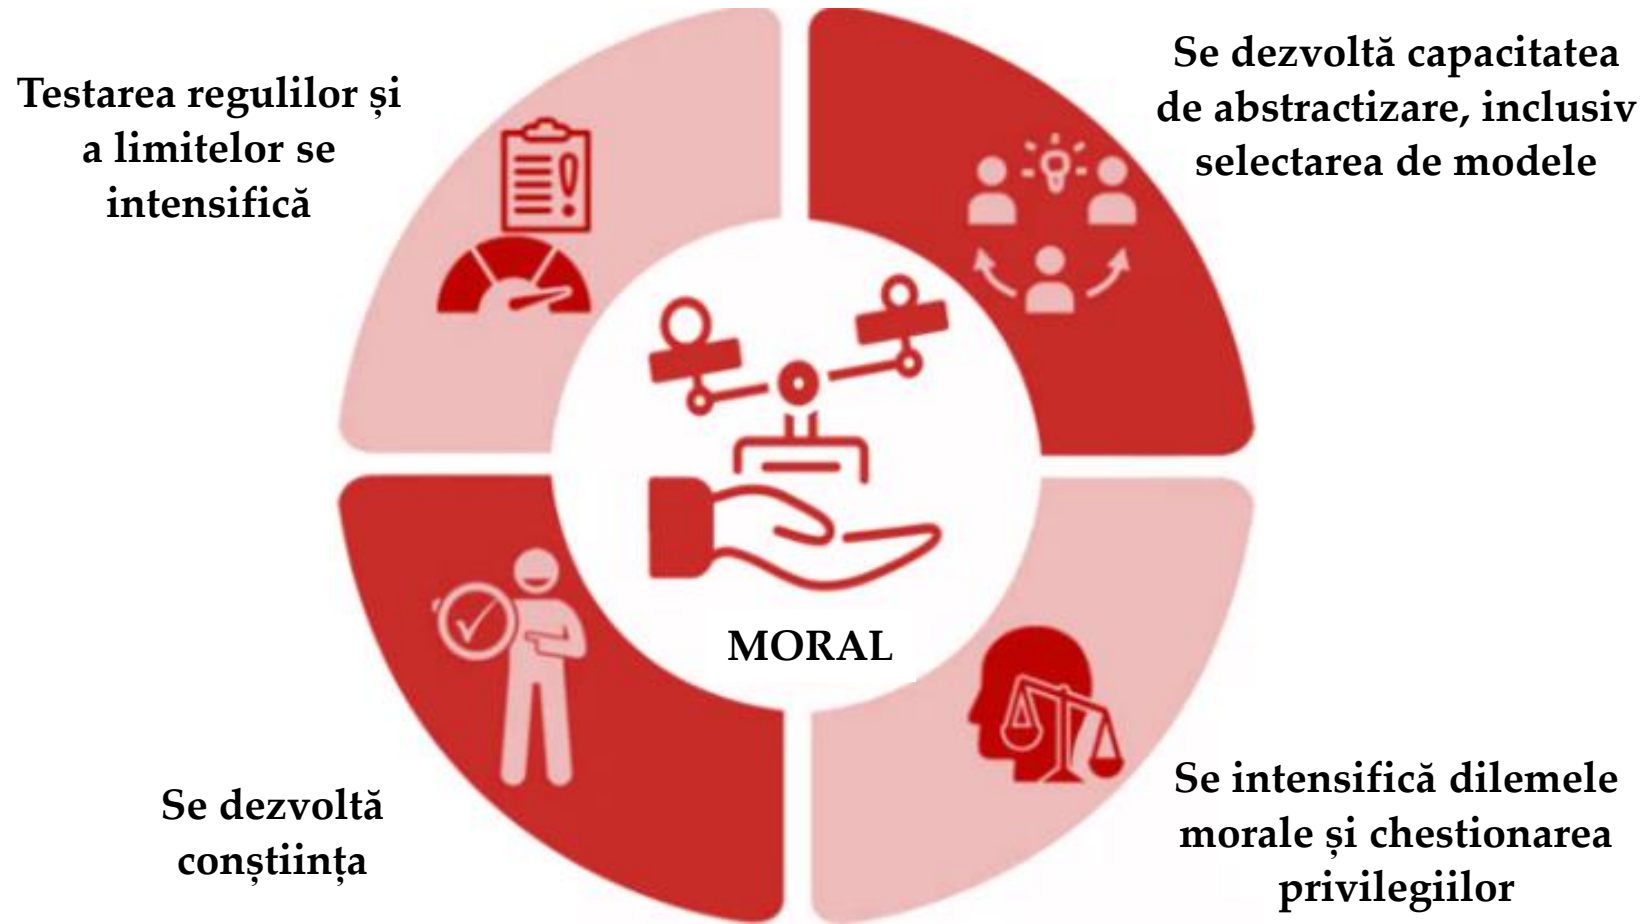 Testarea regulilor și
a limitelor se
intensifică
Se dezvoltă capacitatea
de abstractizare, inclusiv
selectarea de modele
MORAL
Se dezvoltă
conștiința
Se intensifică dilemele
morale și chestionarea
privilegiilor